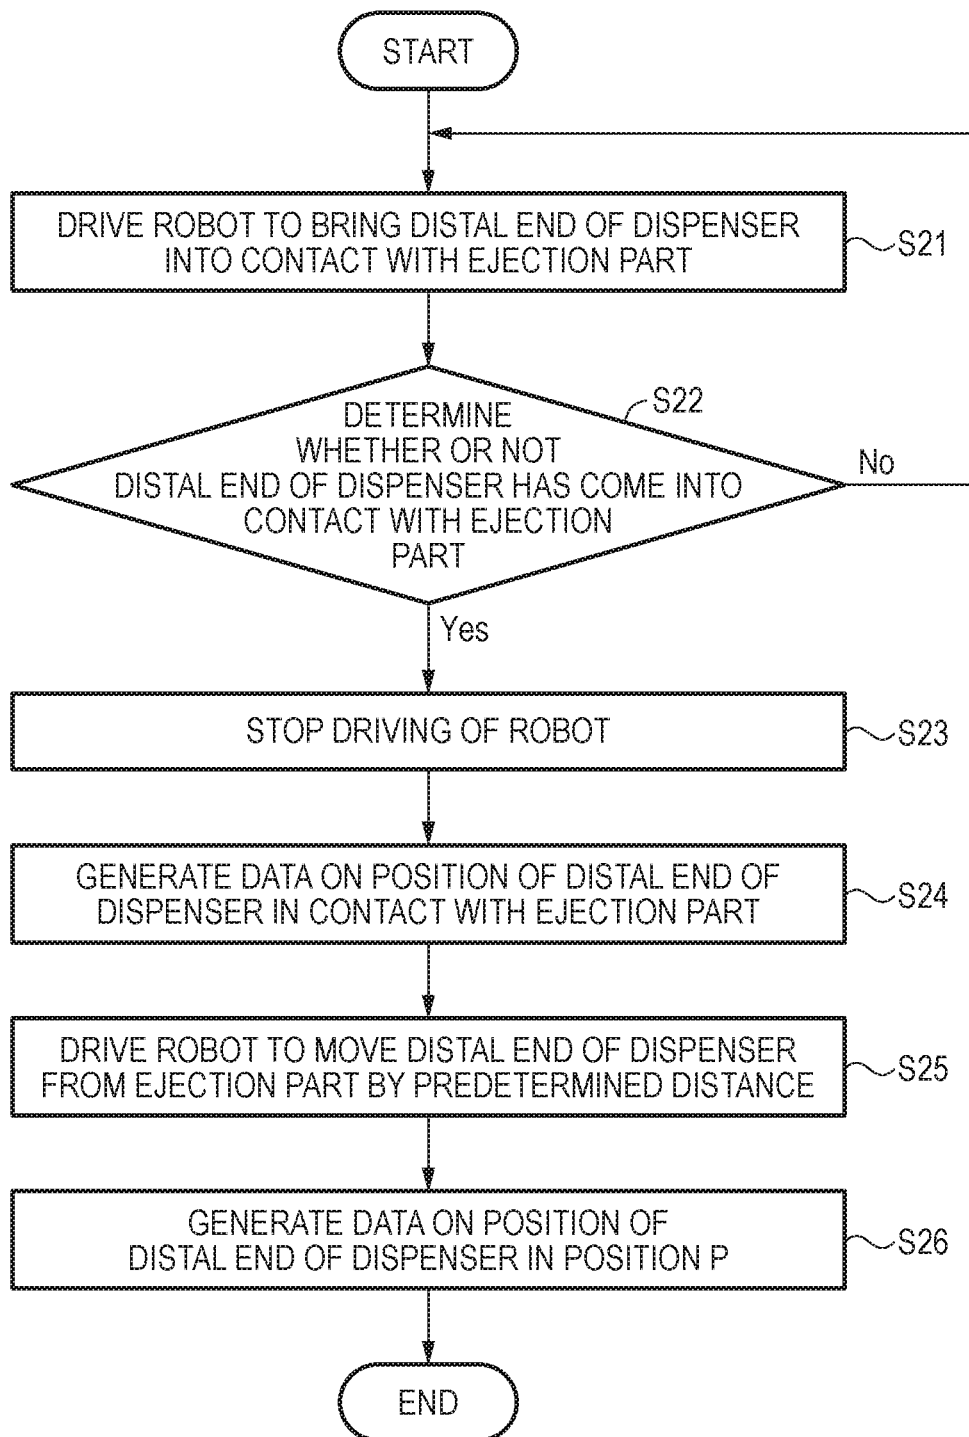 START
DRIVE ROBOT TO BRING DISTAL END OF DISPENSER
INTO CONTACT WITH EJECTION PART
S21
S22
DETERMINE
WHETHER OR NOT
DISTAL END OF DISPENSER HAS COME INTO
CONTACT WITH EJECTION
PART
No
Yes
STOP DRIVING OF ROBOT
S23
GENERATE DATA ON POSITION OF DISTAL END OF
DISPENSER IN CONTACT WITH EJECTION PART
S24
DRIVE ROBOT TO MOVE DISTAL END OF DISPENSER
FROM EJECTION PART BY PREDETERMINED DISTANCE
S25
GENERATE DATA ON POSITION OF
DISTAL END OF DISPENSER IN POSITION P
S26
END